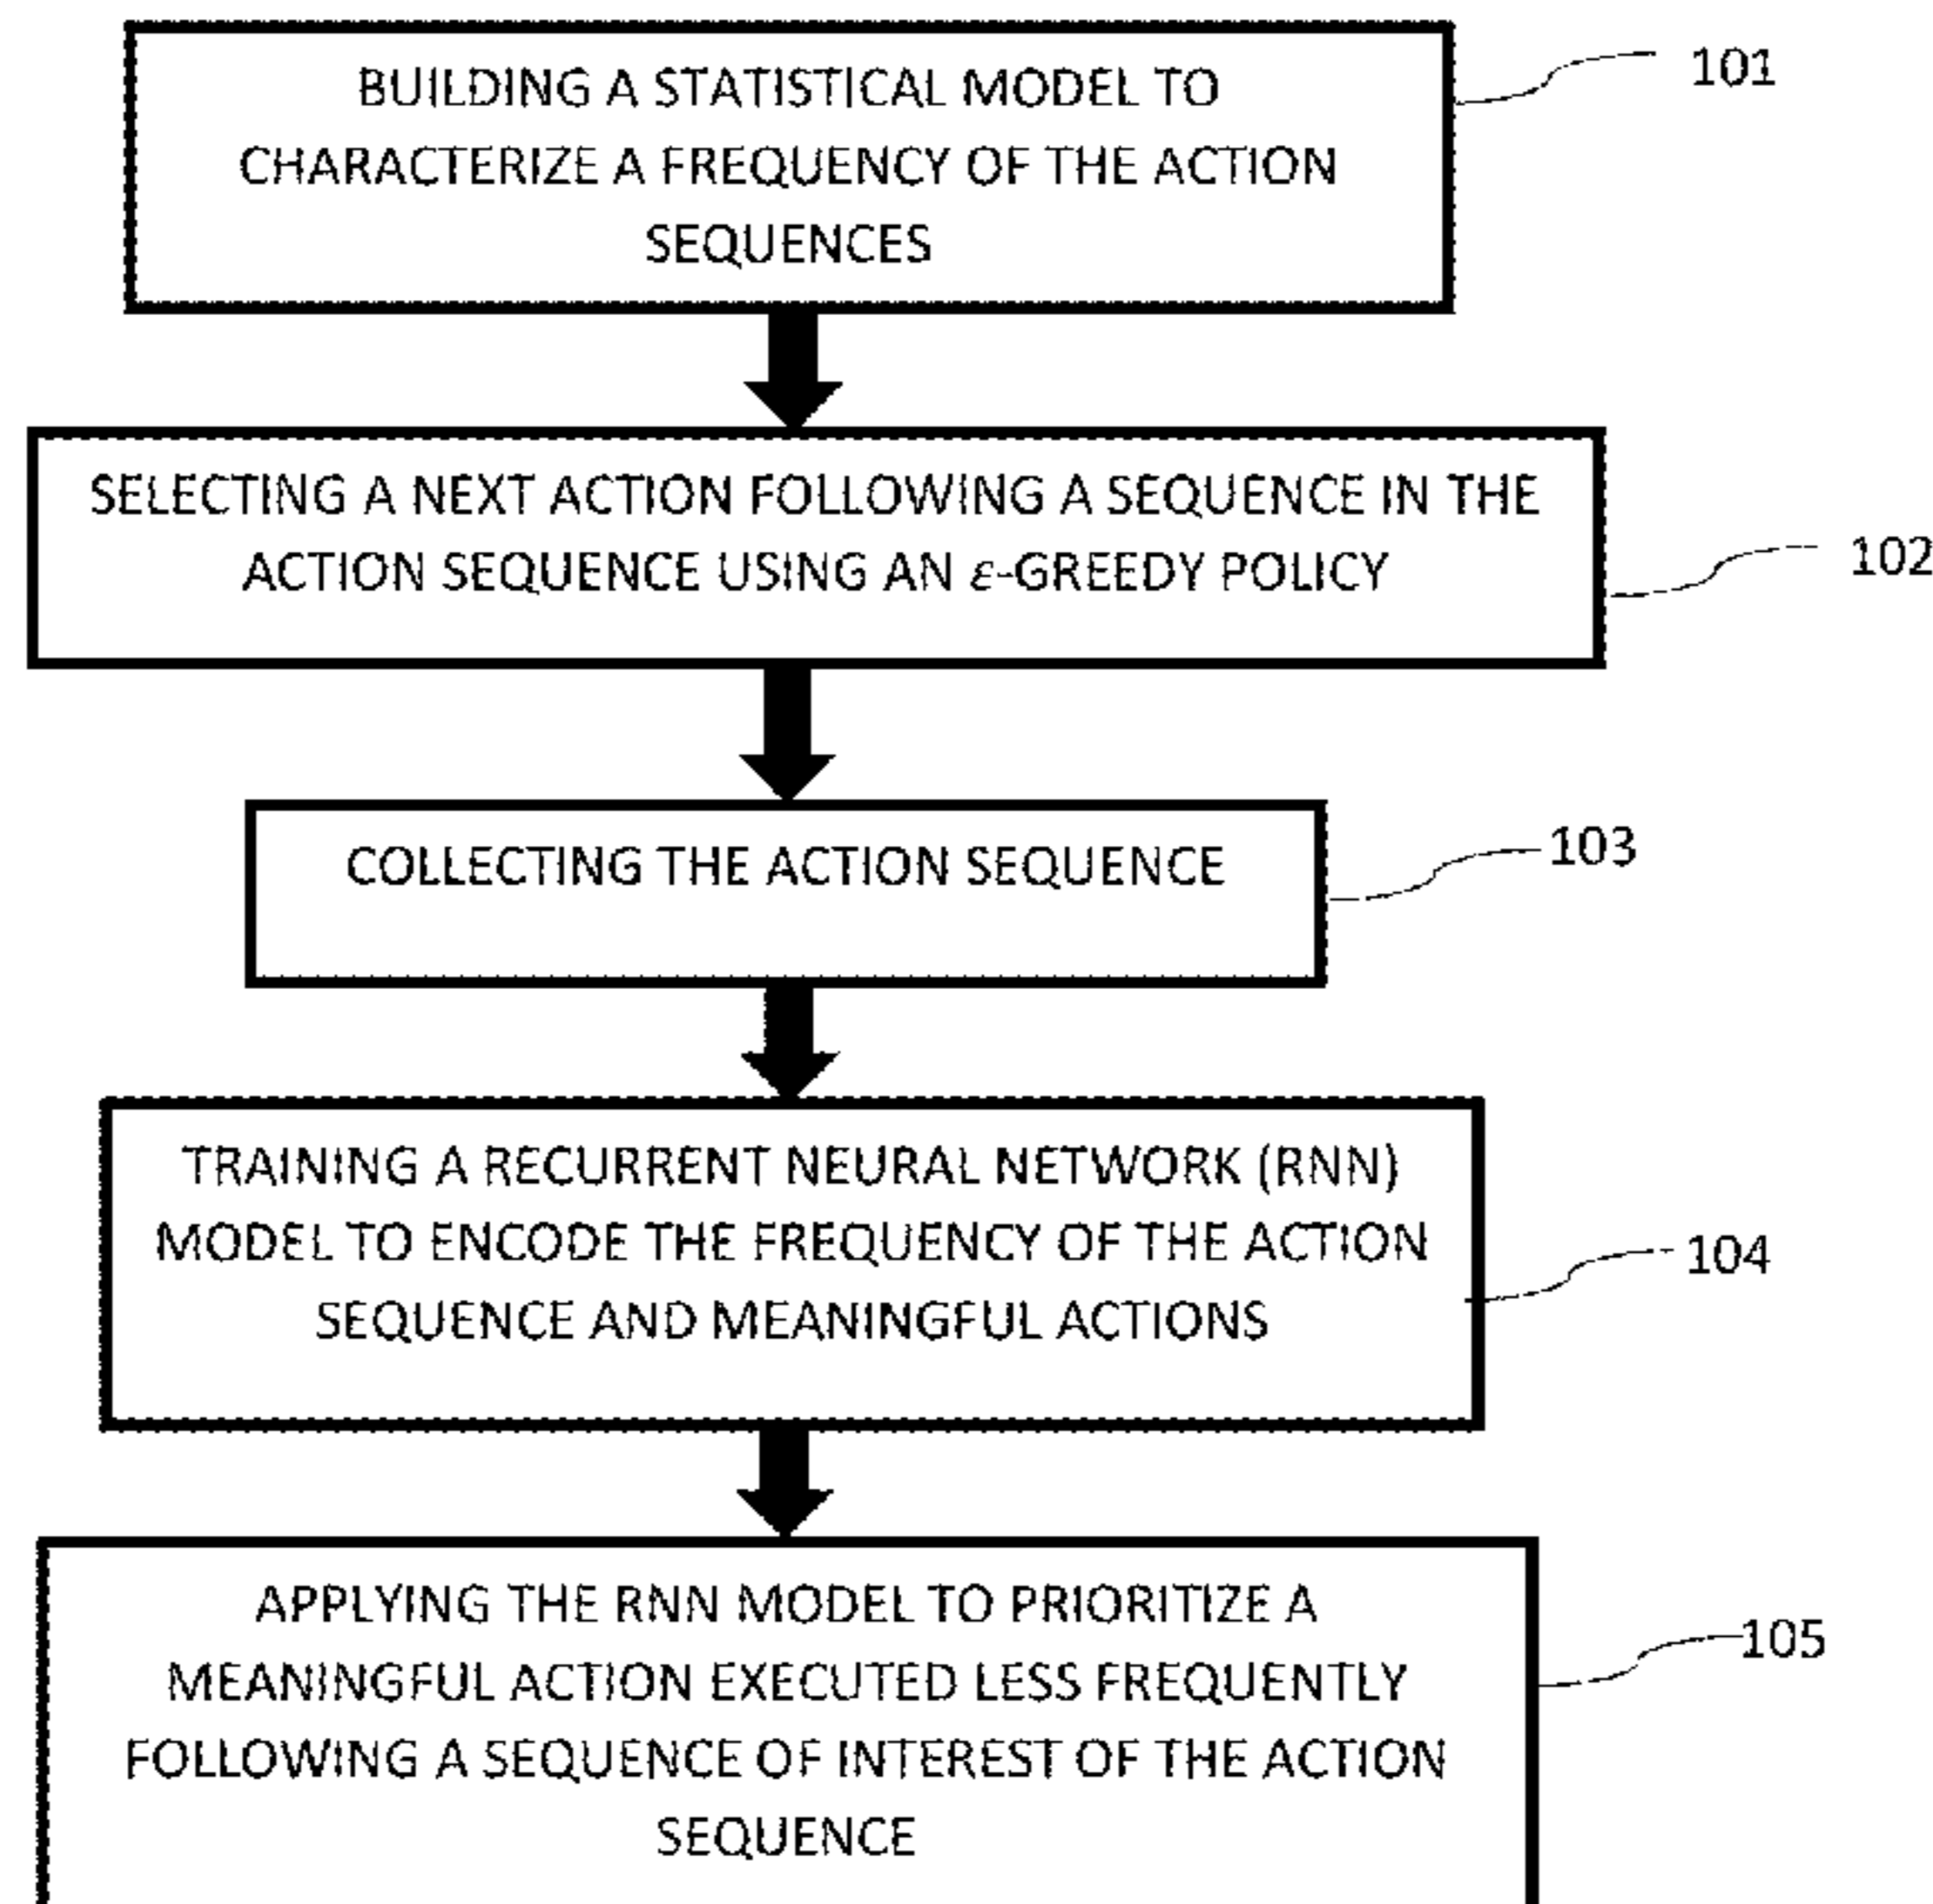 BUILDING A STATISTICAL MODEL TO
CHARACTERIZE A FREQUENCY OF THE ACTION
SEQUENCES
101
SELECTING A NEXT ACTION FOLLOWING A SEQUENCE IN THE
ACTION SEQUENCE USING AN ε-GREEDY POLICY
102
COLLECTING THE ACTION SEQUENCE
103
TRAINING A RECURRENT NEURAL NETWORK (RNN)
MODEL TO ENCODE THE FREQUENCY OF THE ACTION
SEQUENCE AND MEANINGFUL ACTIONS
104
APPLYING THE RNN MODEL TO PRIORITIZE A
MEANINGFUL ACTION EXECUTED LESS FREQUENTLY
FOLLOWING A SEQUENCE OF INTEREST OF THE ACTION
SEQUENCE
105